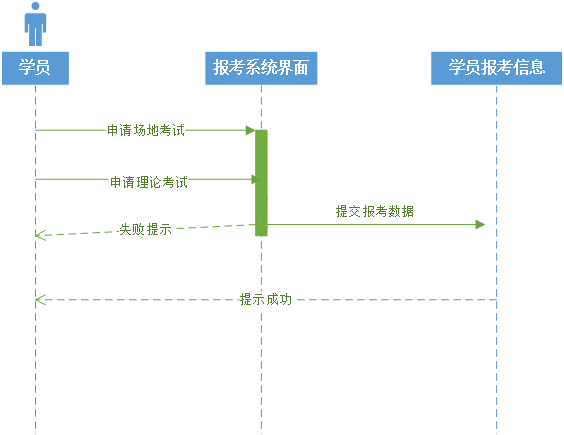 学员
报考系统界面
学员报考信息
申请场地考试
申请理论考试
提交报考数据
失败提示
提示成功